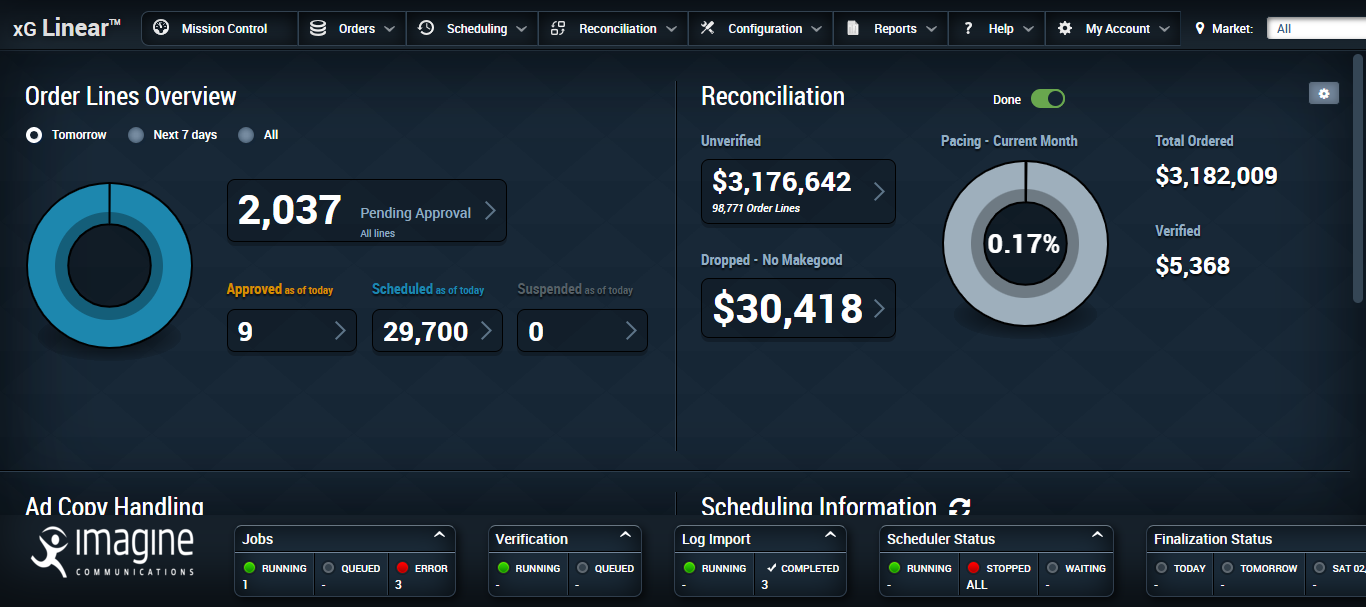 xG Linear™
Mission Control
Orders
Scheduling
Reconciliation
Configuration
Reports
? Help
My Account
Market:
All
Order Lines Overview
Tomorrow
Next 7 days
All
2,037 Pending Approval
All lines
Approved as of today
Scheduled as of today
Suspended as of today
9
29,700
0
Reconciliation
Done
Unverified
$3,176,642
98,771 Order Lines
Dropped - No Makegood
$30,418
Pacing - Current Month
0.17%
Total Ordered
$3,182,009
Verified
$5,368
Ad Copy Handling
Scheduling Information
imagine
COMMUNICATIONS
Jobs
RUNNING
QUEUED
ERROR
1
-
3
Verification
RUNNING
QUEUED
-
-
Log Import
RUNNING
COMPLETED
-
3
Scheduler Status
RUNNING
STOPPED
WAITING
-
ALL
-
Finalization Status
TODAY
TOMORROW
SAT 02,
-
-
-